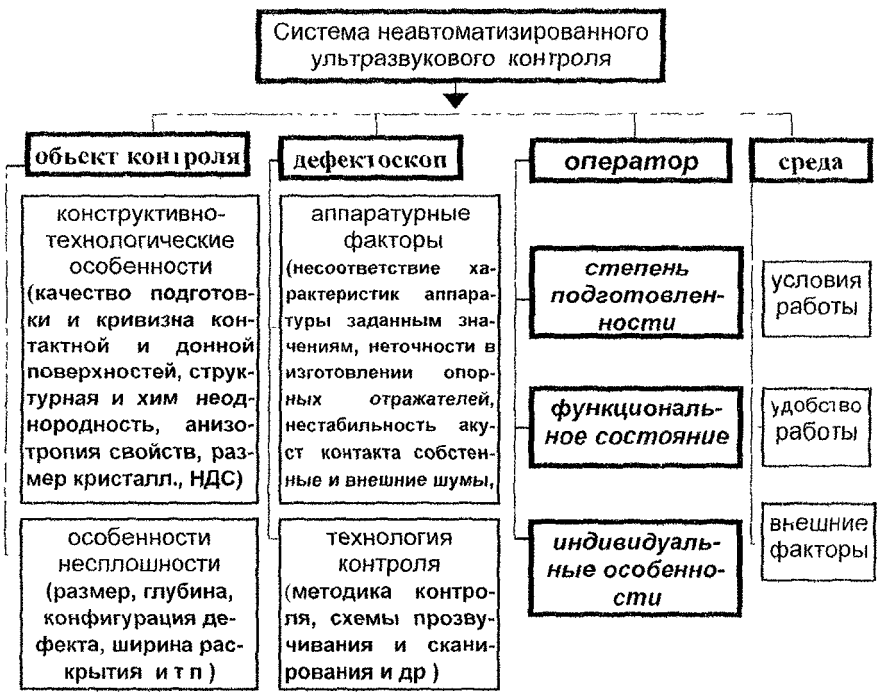 Система неавтоматизированного
ультразвукового контроля
объект контроля
конструктивно-
технологические
особенности
(качество подготов-
ки и кривизна кон-
тактной и донной
поверхностей, струк-
турная и хим неод-
нородность, анизо-
тропия свойств, раз-
мер кристалл., НДС)
особенности
несплошности
(размер, глубина,
конфигурация де-
фекта, ширина рас-
крытия и т п )
дефектоскоп
аппаратурные
факторы
(несоответствие ха-
рактеристик аппара-
туры заданным зна-
чениям, неточности в
изготовлении опор-
ных отражателей,
нестабильность аку-
ст контакта собстен-
ные и внешние шумы,
технология
контроля
(методика контро-
ля, схемы прозву-
чивания и скани-
рования и др )
оператор
степень
подготовлен-
ности
функциональ-
ное состояние
индивидуаль-
ные особенно-
сти
среда
условия
работы
удобство
работы
внешние
факторы